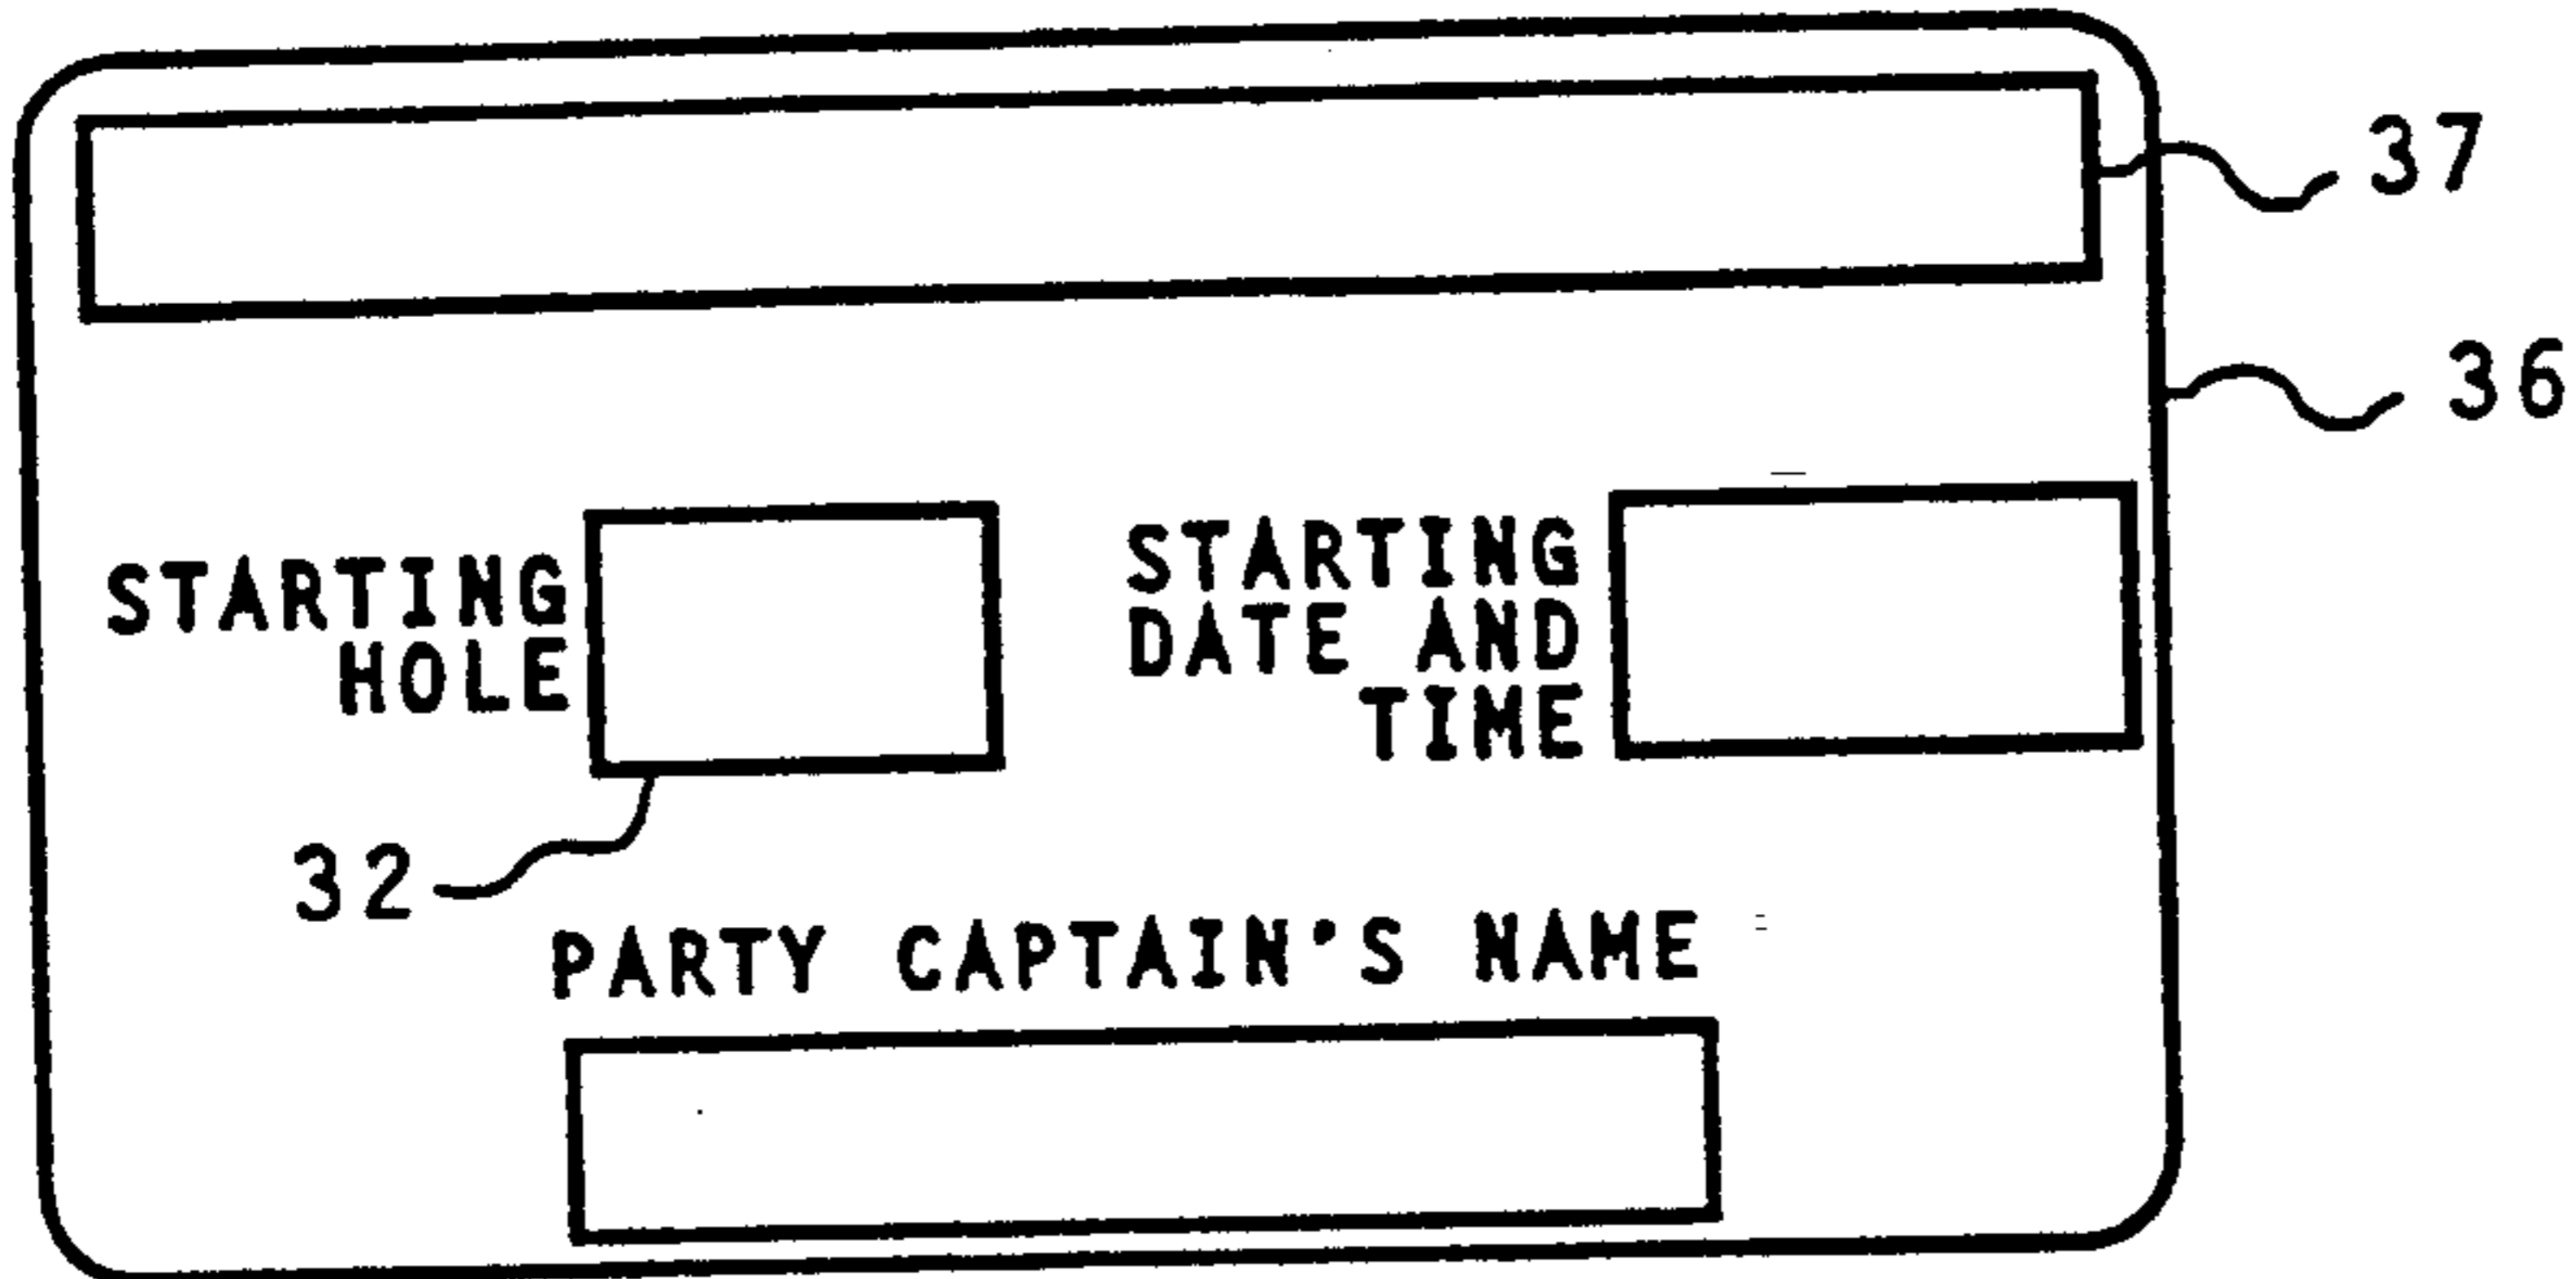 37
36
STARTING
HOLE
STARTING
DATE AND
TIME
32
PARTY CAPTAIN'S NAME